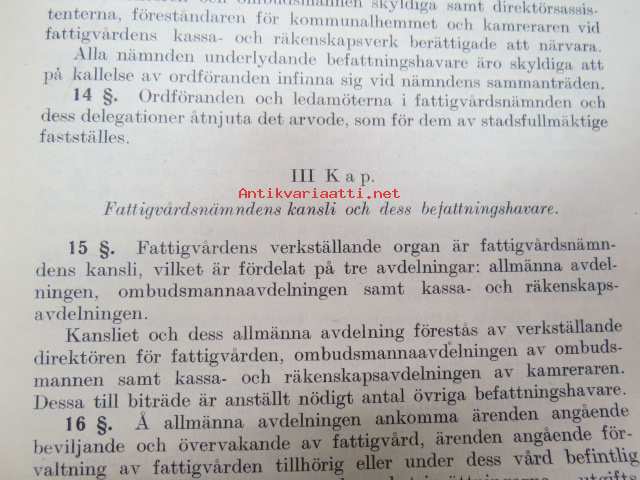 ombudsmannen skyldiga samt direktörsassis-
tenterna, föreståndaren för kommunalhemmet och kamreraren vid
fattigvårdens kassa- och räkenskapsverk berättigade att närvara.
Alla nämnden underlydande befattningshavare äro skyldiga att
på kallelse av ordföranden infinna sig vid nämndens sammanträden.
14 §. Ordföranden och ledamöterna i fattigvårdsnämnden och
dess delegationer åtnjuta det arvode, som för dem av stadsfullmäktige
fastställes.
III Kap.
Antikvariaatti.net
Fattigvårdsnämndens kansli och dess befattningshavare.
15 §. Fattigvårdens verkställande organ är fattigvårdsnämn-
dens kansli, vilket är fördelat på tre avdelningar: allmänna avdel-
ningen, ombudsmannaavdelningen samt kassa- och räkenskaps-
avdelningen.
Kansliet och dess allmänna avdelning förestås av verkställande
direktören för fattigvården, ombudsmannaavdelningen av ombuds-
mannen samt kassa- och räkenskapsavdelningen av kamreraren.
Dessa till biträde är anställt nödigt antal övriga befattningshavare.
16 §. Å allmänna avdelningen ankomma ärenden angående
beviljande och övervakande av fattigvård, ärenden angående för-
valtning av fattigvården tillhörig eller under dess vård befintlig